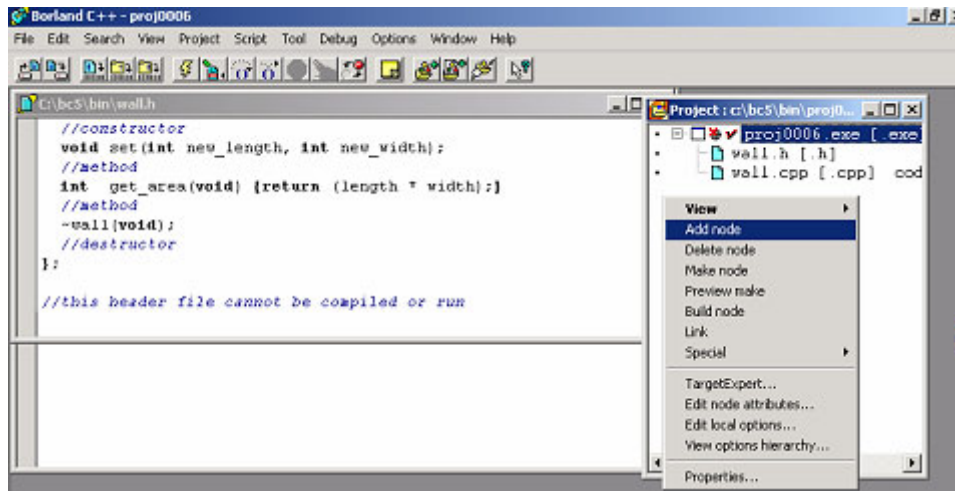 Borland C++ - proj0006
File Edit Search View Project Script Tool Debug Options Window Help
C:\bc5\bin\wall.h
//constructor
void set(int new_length, int new_width);
//method
int get_area(void) {return (length * width);}
//method
~wall(void);
//destructor
};
//this header file cannot be compiled or run
Project : c:\bc5\bin\proj0...
proj0006.exe [.exe]
wall.h [.h]
wall.cpp [.cpp] cod
View
Add node
Delete node
Make node
Preview make
Build node
Link
Special
TargetExpert...
Edit node attributes...
Edit local options...
View options hierarchy...
Properties...